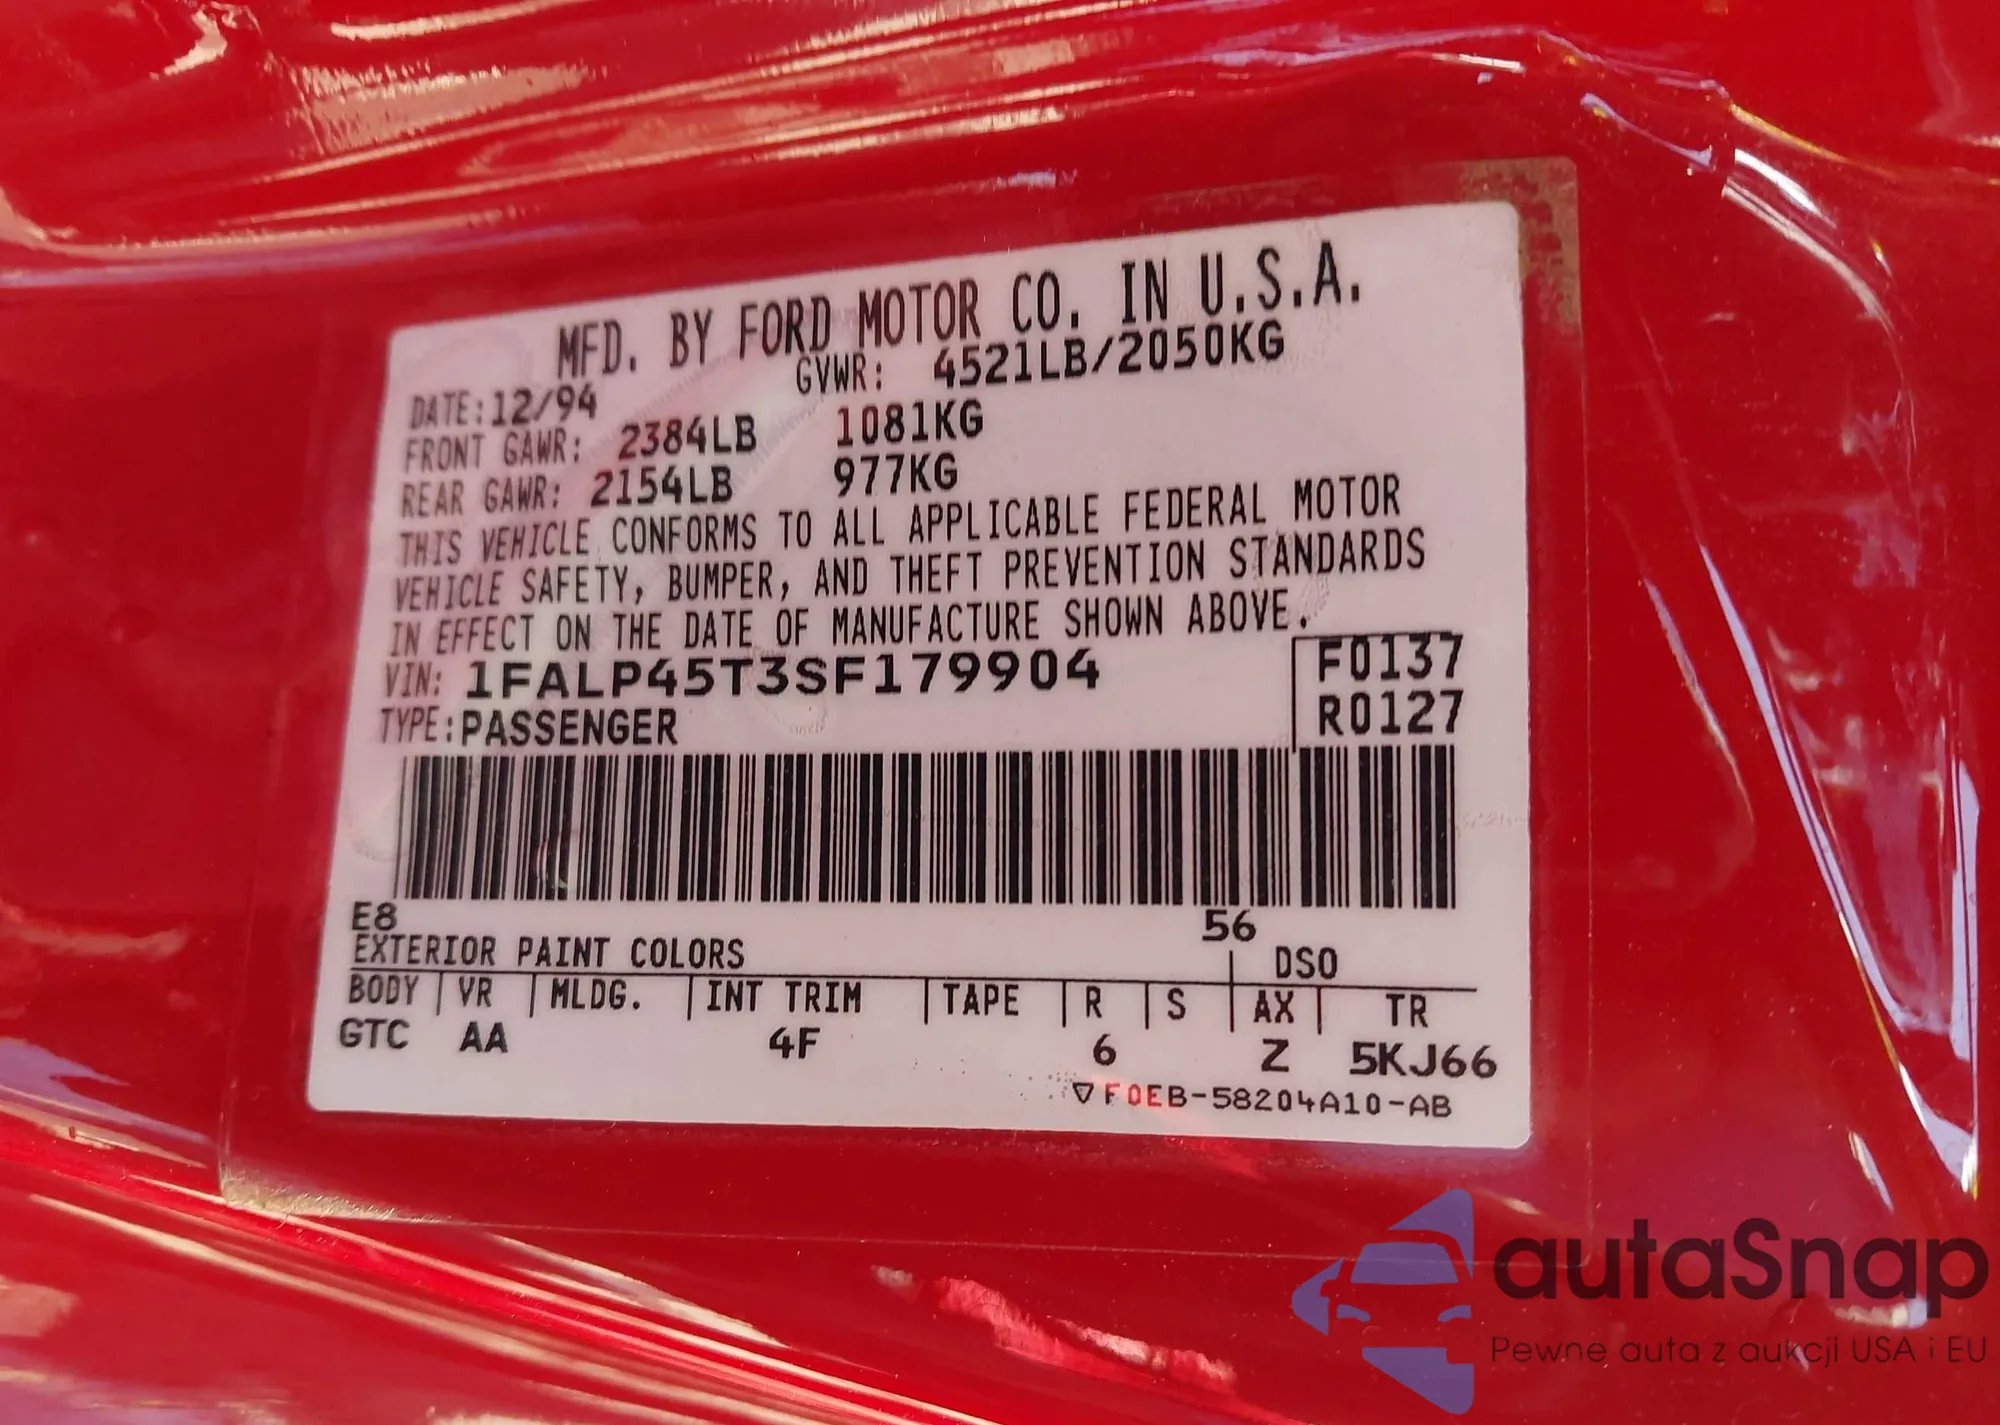 MFD. BY FORD MOTOR CO. IN U.S.A.
DATE:12/94 GVWR: 4521LB/2050KG
FRONT GAWR: 2384LB 1081KG
REAR GAWR: 2154LB 977KG
THIS VEHICLE CONFORMS TO ALL APPLICABLE FEDERAL MOTOR
VEHICLE SAFETY, BUMPER, AND THEFT PREVENTION STANDARDS
IN EFFECT ON THE DATE OF MANUFACTURE SHOWN ABOVE.
VIN: 1FALP45T3SF179904 F0137
TYPE:PASSENGER R0127
E8 56
EXTERIOR PAINT COLORS DSO
BODY VR MLDG. INT TRIM TAPE R S AX TR
GTC AA 4F 6 Z 5KJ66
F0EB-58204A10-AB
autaSnap
Pewne auta z aukcji USA i EU